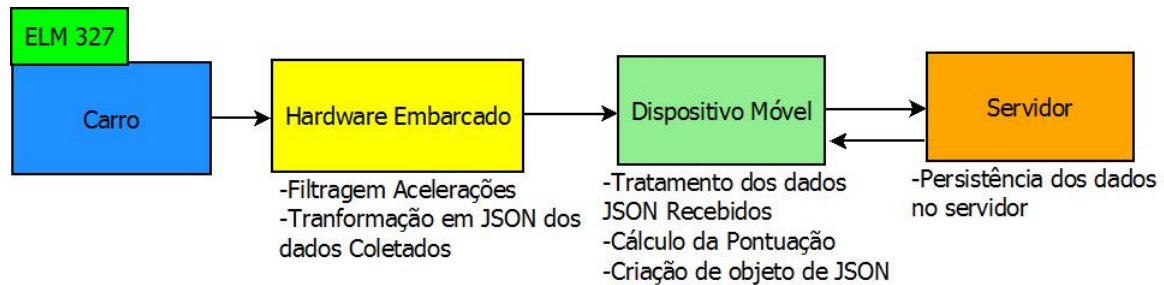 ELM 327
Carro
Hardware Embarcado
-Filtragem Acelerações
-Tranformação em JSON dos
dados Coletados
Dispositivo Móvel
-Tratamento dos dados
JSON Recebidos
-Cálculo da Pontuação
-Criação de objeto de JSON
Servidor
-Persistência dos dados
no servidor